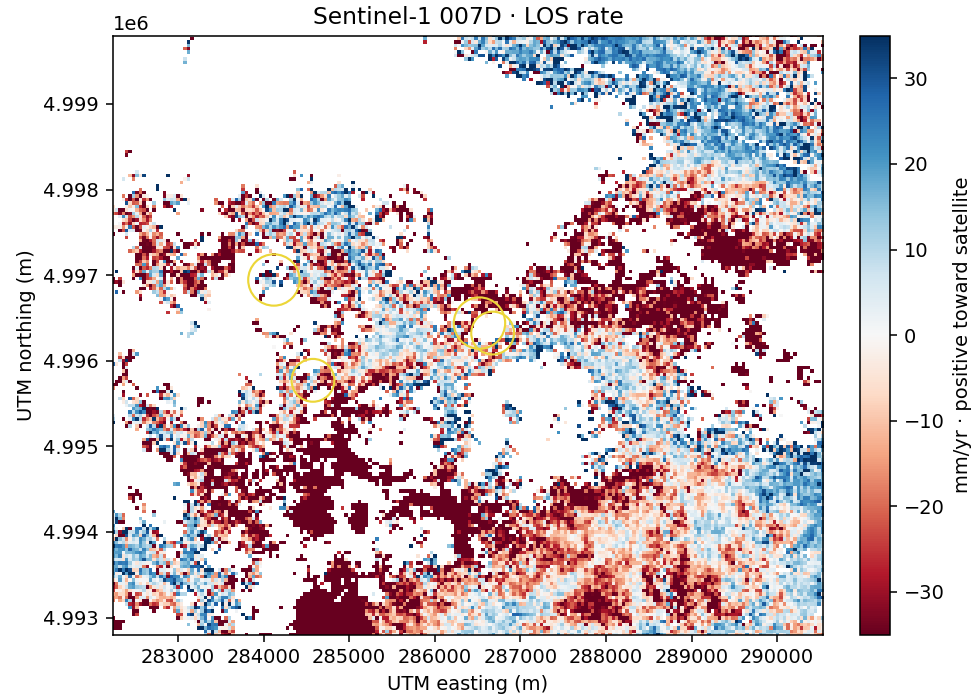 Sentinel-1 007D · LOS rate
1e6
4.999
4.998
4.997
4.996
4.995
4.994
4.993
UTM northing (m)
283000 284000 285000 286000 287000 288000 289000 290000
UTM easting (m)
30
20
10
0
−10
−20
−30
mm/yr · positive toward satellite